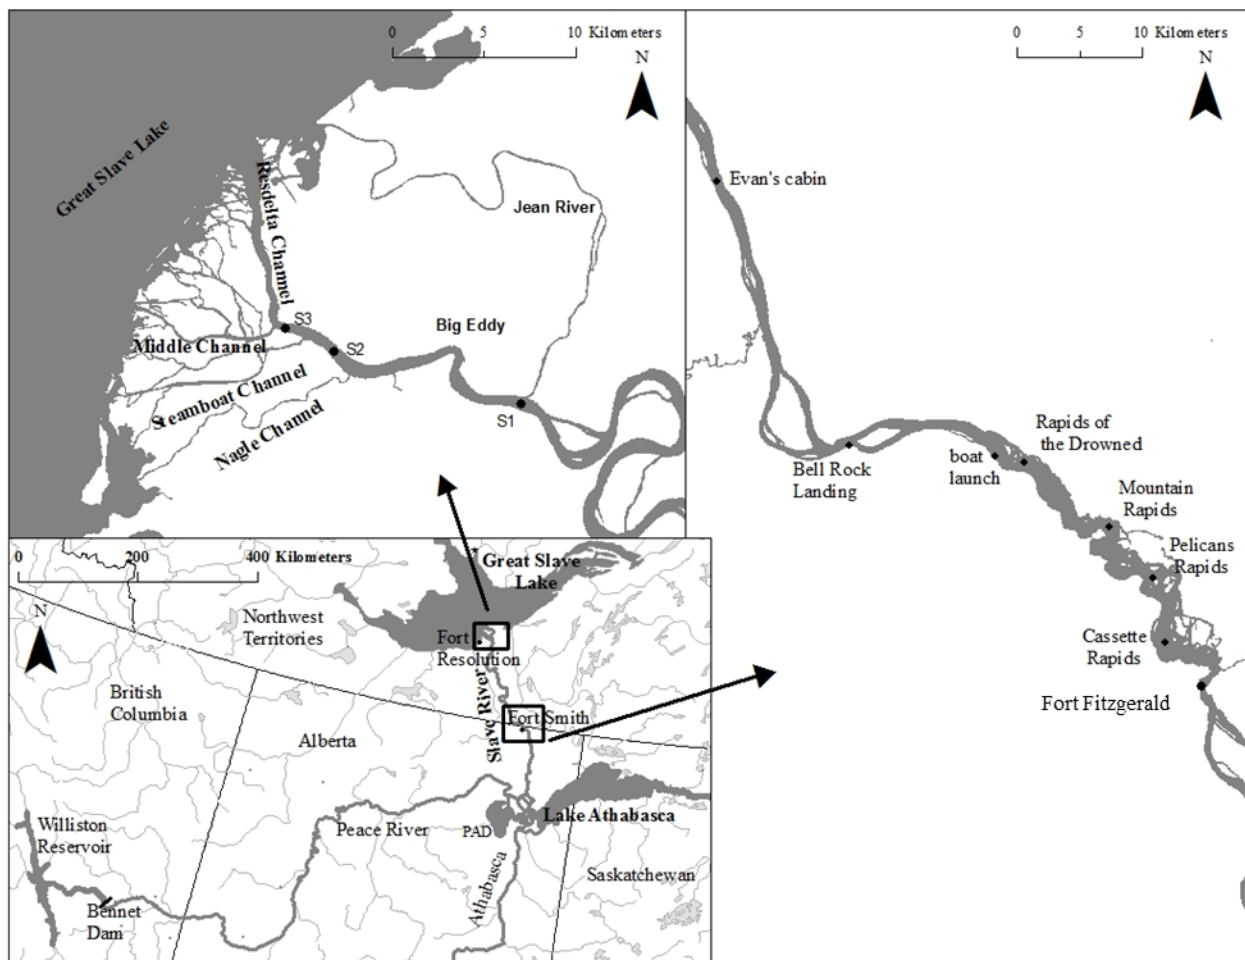 0 5 10 Kilometers
N
Great Slave Lake
Resdelta Channel
Jean River
S3
Big Eddy
Middle Channel
S2
Steamboat Channel
S1
Nagle Channel
0 5 10 Kilometers
N
Evan's cabin
Rapids of
the Drowned
boat
launch
Bell Rock
Landing
Mountain
Rapids
Pelicans
Rapids
Cassette
Rapids
Fort Fitzgerald
0 200 400 Kilometers
N
Great Slave
Lake
Northwest
Territories
Fort
Resolution
British
Columbia
Slave River
Fort Smith
Alberta
Lake Athabasca
Williston
Reservoir
Peace River
PAD
Athabasca
Saskatchewan
Bennet
Dam